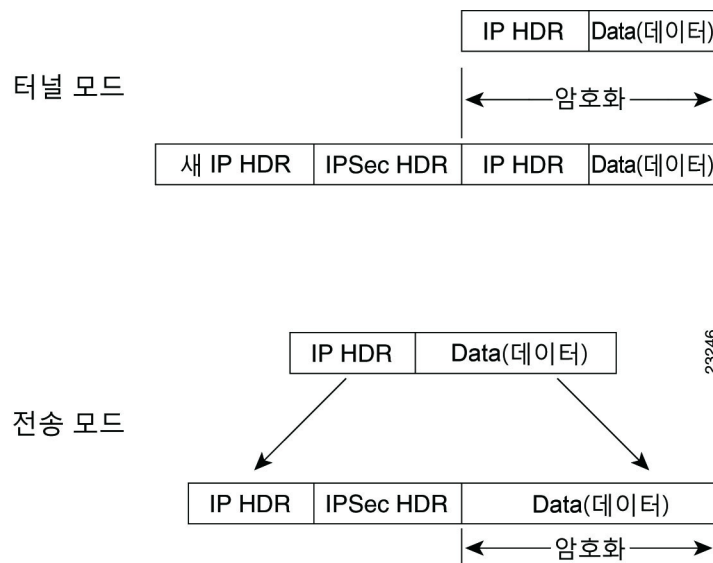 IP HDR Data(데이터)
터널 모드
암호화
새 IP HDR IPSec HDR IP HDR Data(데이터)
IP HDR Data(데이터)
23246
전송 모드
IP HDR IPSec HDR Data(데이터)
암호화